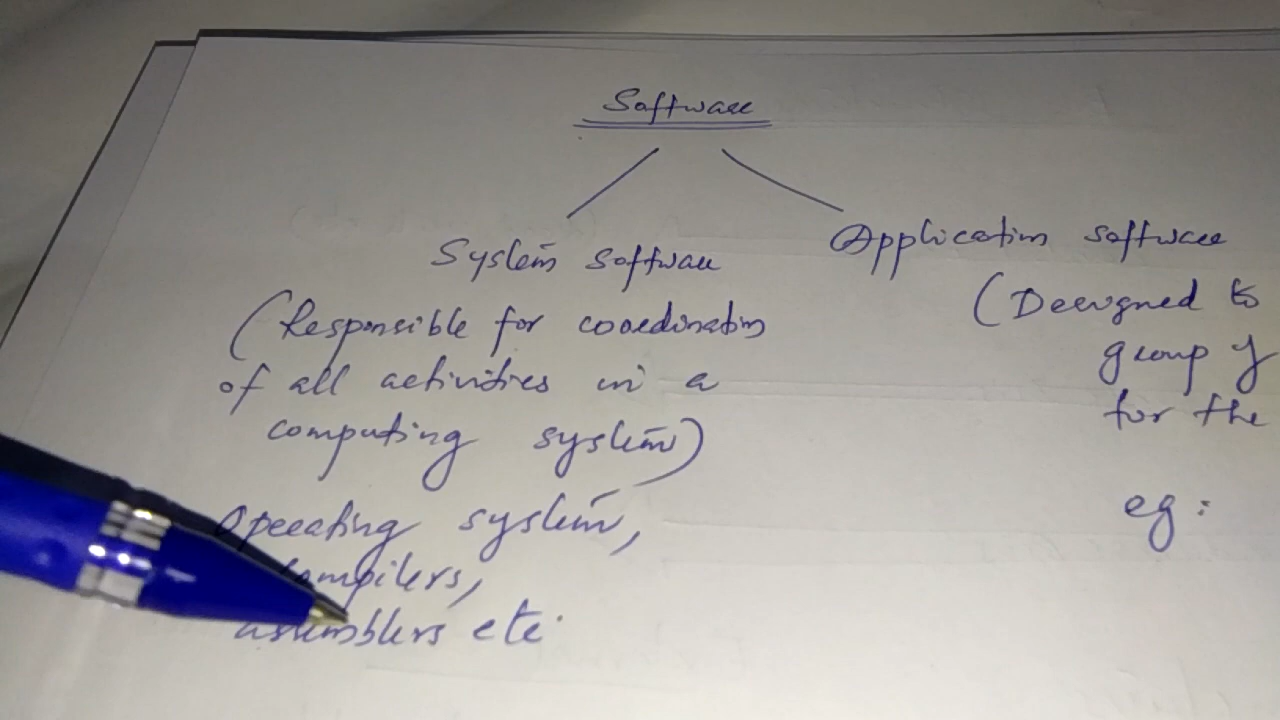 Software
System software
Application software
(Responsible for coordination
of all activities in a
computing system)
(Designed to
group of
for the
Operating system,
compilers,
assemblers etc.
eg: